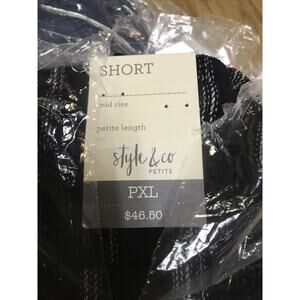 SHORT
mid rise
petite length
style & co
PETITE
PXL
$46.50